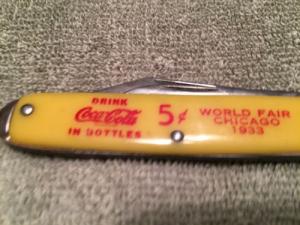 DRINK
Coca-Cola
IN BOTTLES
5¢
WORLD FAIR
CHICAGO
1933